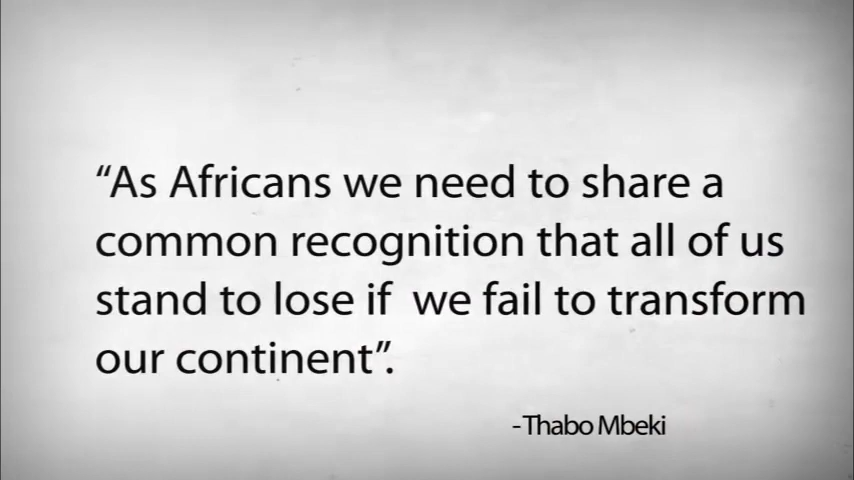 “As Africans we need to share a
common recognition that all of us
stand to lose if  we fail to transform
our continent”.
-Thabo Mbeki